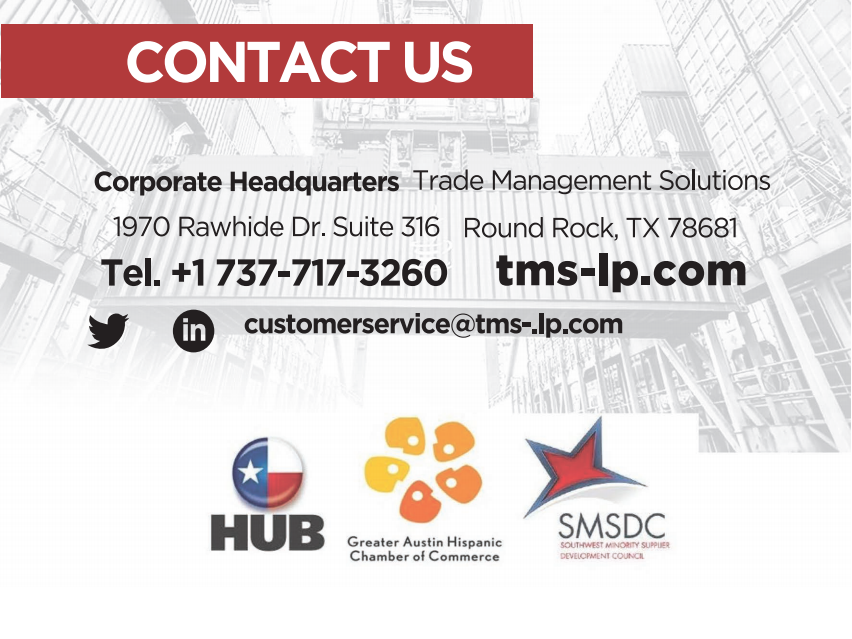 CONTACT US
Corporate Headquarters Trade Management Solutions
1970 Rawhide Dr. Suite 316 Round Rock, TX 78681
Tel. +1 737-717-3260 tms-lp.com
in customerservice@tms-.lp.com
HUB
Greater Austin Hispanic
Chamber of Commerce
SMSDC
SOUTHWEST MINORITY SUPPLIER
DEVELOPMENT COUNCIL